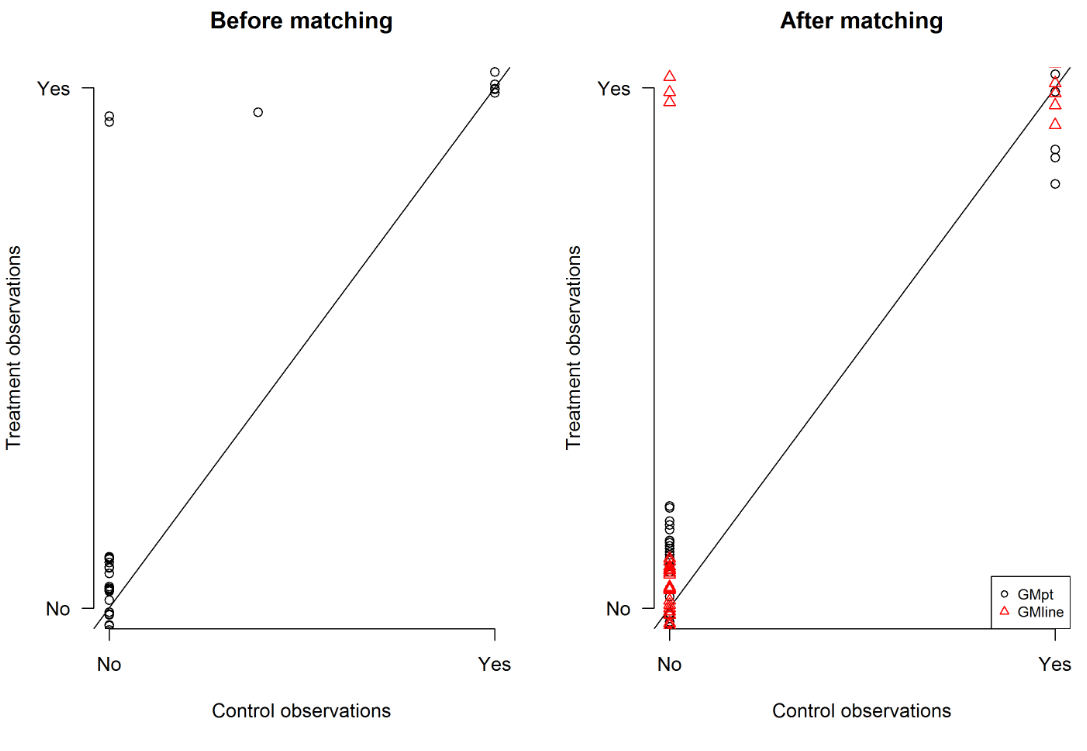 Before matching
Yes
No
Treatment observations
No
Yes
Control observations
After matching
Yes
No
Treatment observations
GMpt
GMline
No
Yes
Control observations